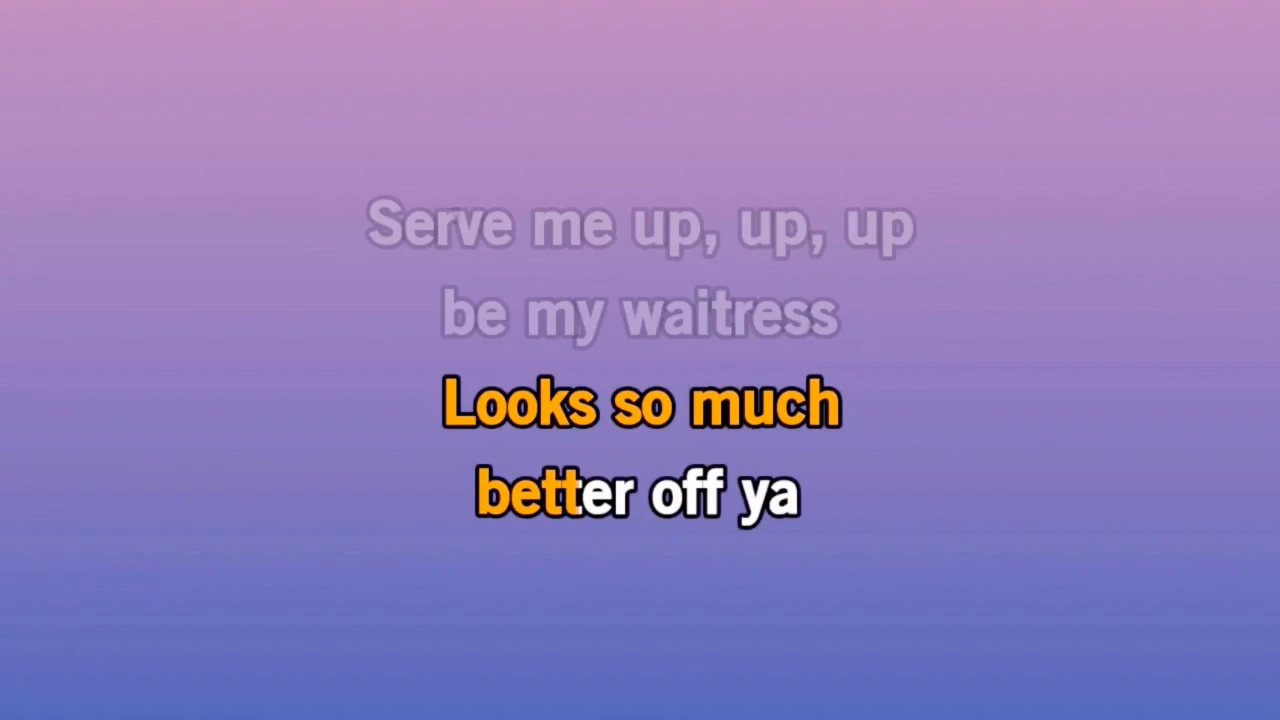 Serve me up, up, up
be my waitress
Looks so much
better off ya